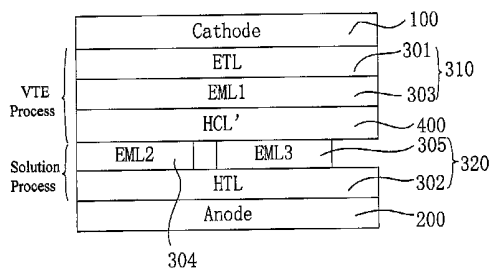 Cathode 100
ETL 301
310
EML1 303
VTE Process
HCL' 400
EML2 EML3 305
320
Solution Process
HTL 302
Anode 200
304